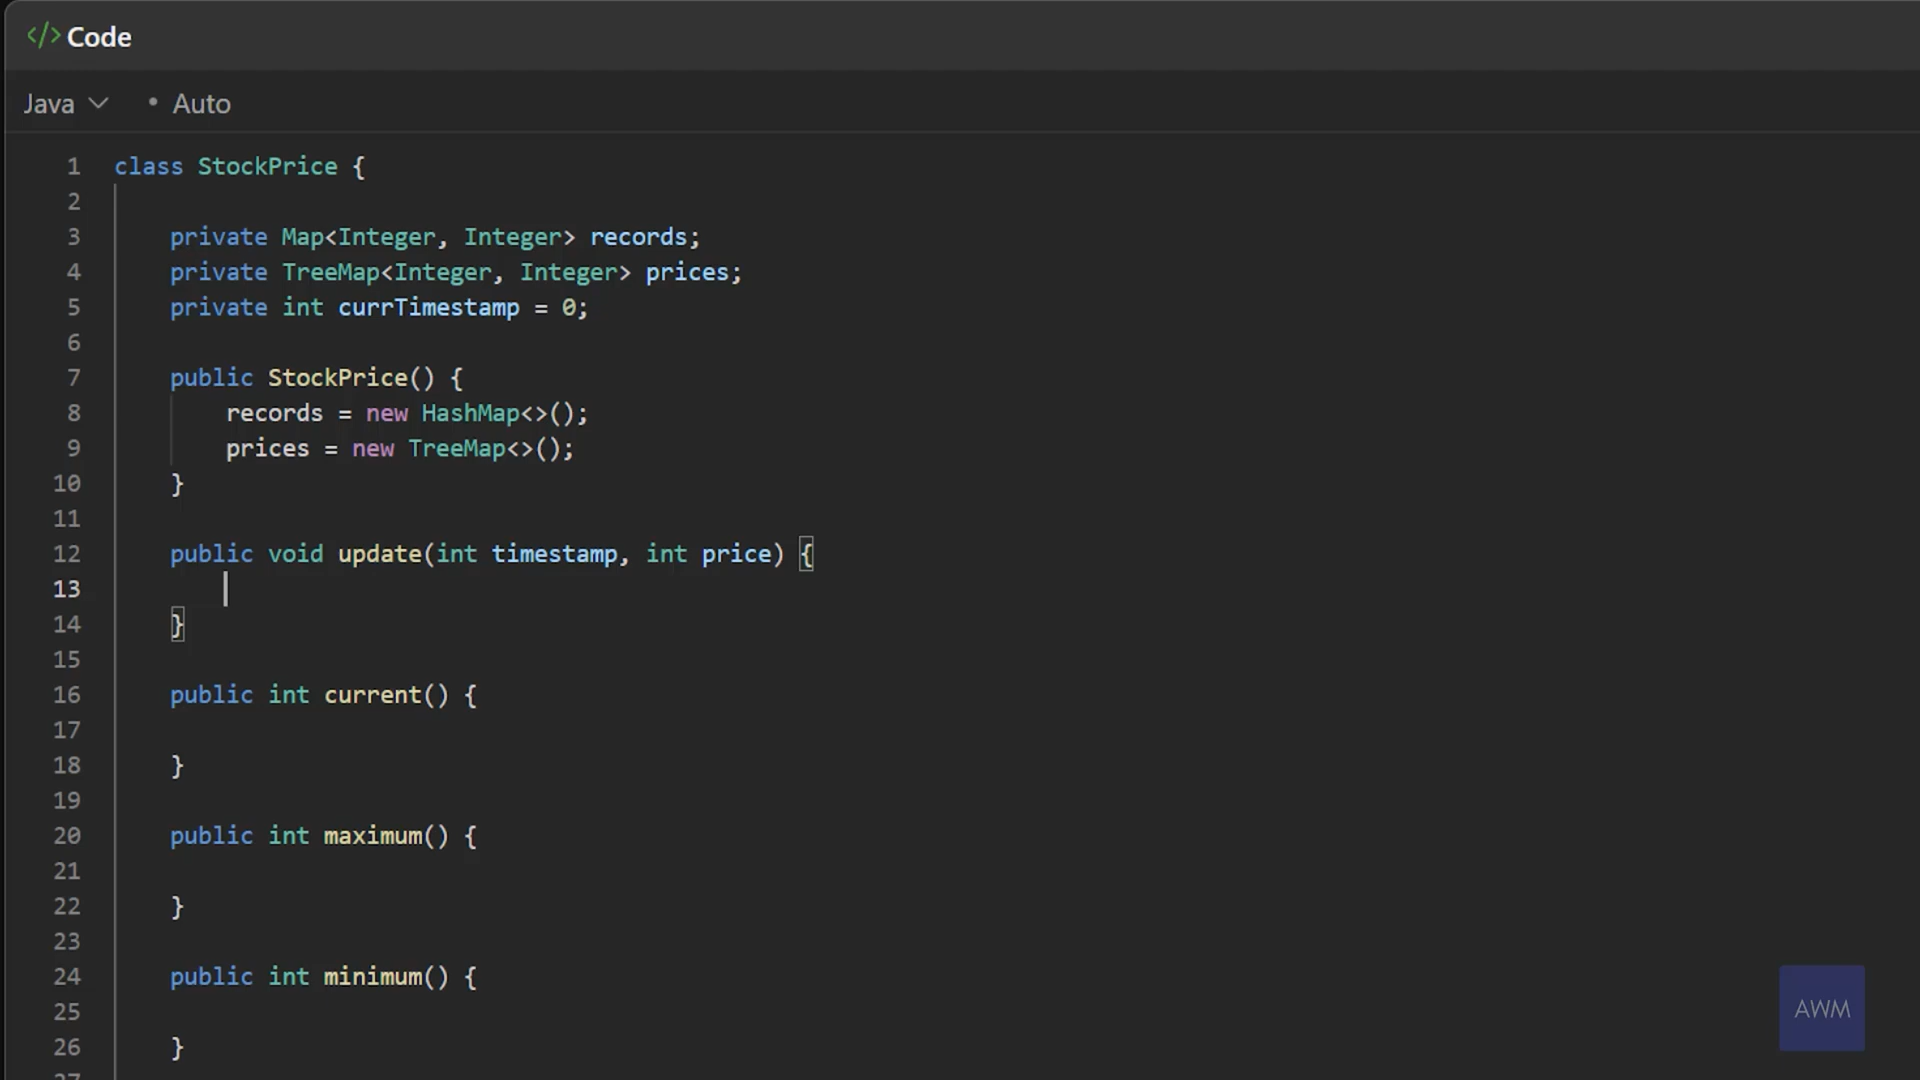 </> Code
Java • Auto
1 class StockPrice {
2
3 private Map<Integer, Integer> records;
4 private TreeMap<Integer, Integer> prices;
5 private int currTimestamp = 0;
6
7 public StockPrice() {
8 records = new HashMap<>();
9 prices = new TreeMap<>();
10 }
11
12 public void update(int timestamp, int price) {
13
14 }
15
16 public int current() {
17
18 }
19
20 public int maximum() {
21
22 }
23
24 public int minimum() {
25
26 }
27
AWM